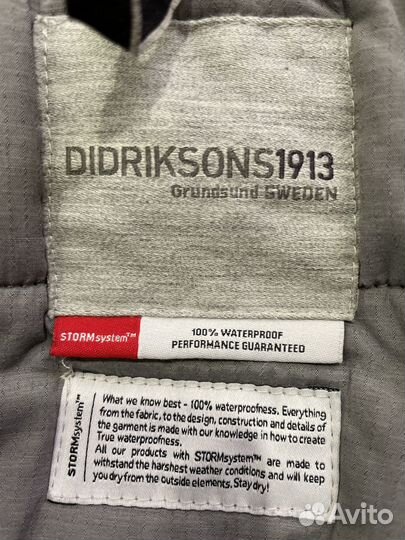 DIDRIKSONS1913
Grundsund SWEDEN
STORMsystem™
100% WATERPROOF
PERFORMANCE GUARANTEED
STORMsystem™
What we know best - 100% waterproofness. Everything
from the fabric, to the design, construction and details of
the garment is made with our knowledge in how to create
True waterproofness.
All our products with STORMsystem™ are made to
withstand the harshest weather conditions and will keep
you dry from the outside elements. Stay dry!
Avito